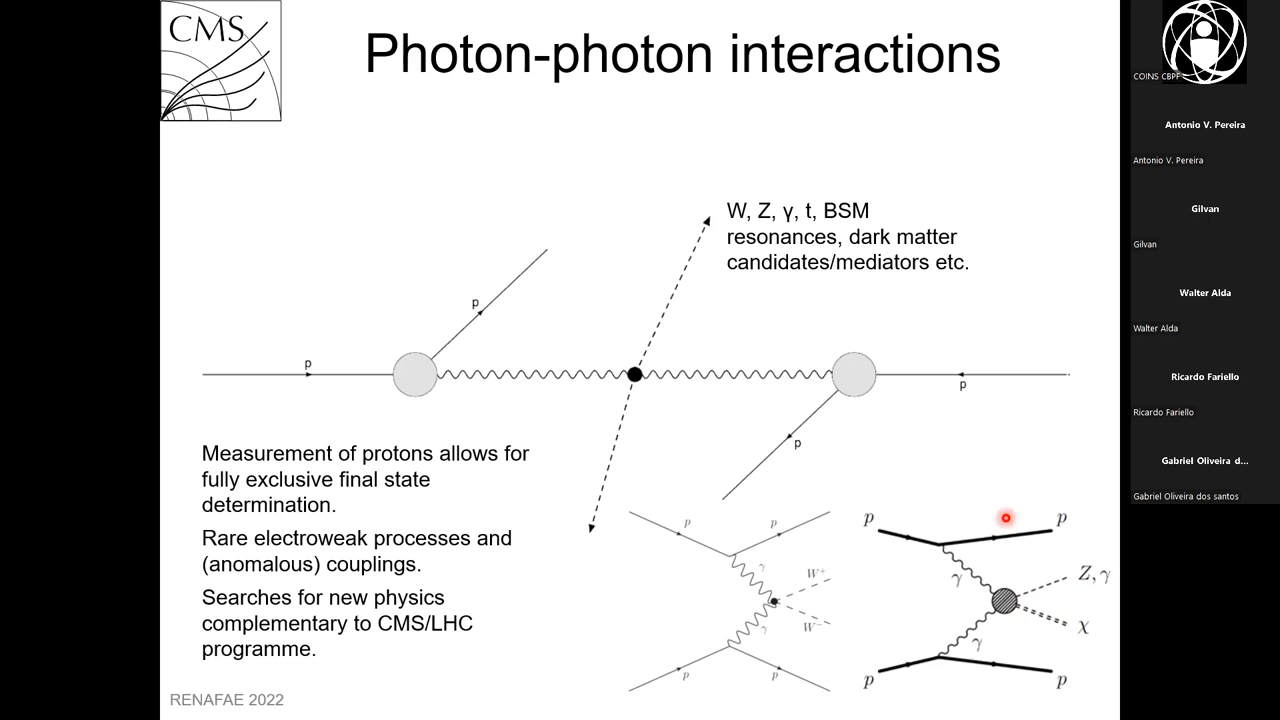 CMS
Photon-photon interactions
W, Z, γ, t, BSM
resonances, dark matter
candidates/mediators etc.
p
p
p
p
Measurement of protons allows for
fully exclusive final state
determination.
Rare electroweak processes and
(anomalous) couplings.
Searches for new physics
complementary to CMS/LHC
programme.
p
p
γ
W+
W−
γ
p
p
p
p
γ
Z, γ
χ
γ
p
p
RENAFAE 2022
COINS CBPF
Antonio V. Pereira
Antonio V. Pereira
Gilvan
Gilvan
Walter Alda
Walter Alda
Ricardo Fariello
Ricardo Fariello
Gabriel Oliveira d...
Gabriel Oliveira dos santos